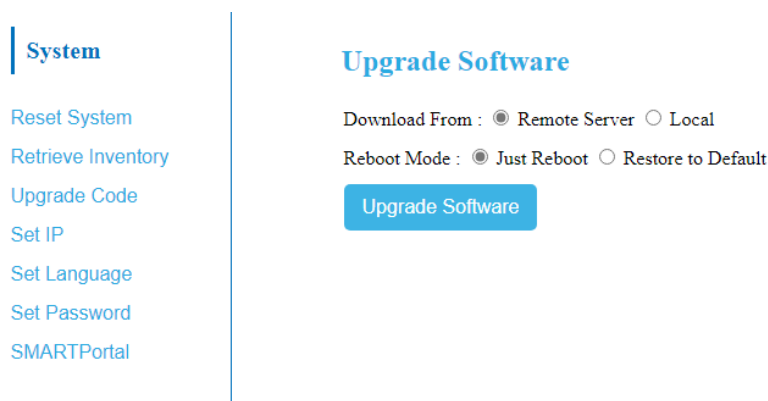 System
Reset System
Retrieve Inventory
Upgrade Code
Set IP
Set Language
Set Password
SMARTPortal
Upgrade Software
Download From : Remote Server Local
Reboot Mode : Just Reboot Restore to Default
Upgrade Software